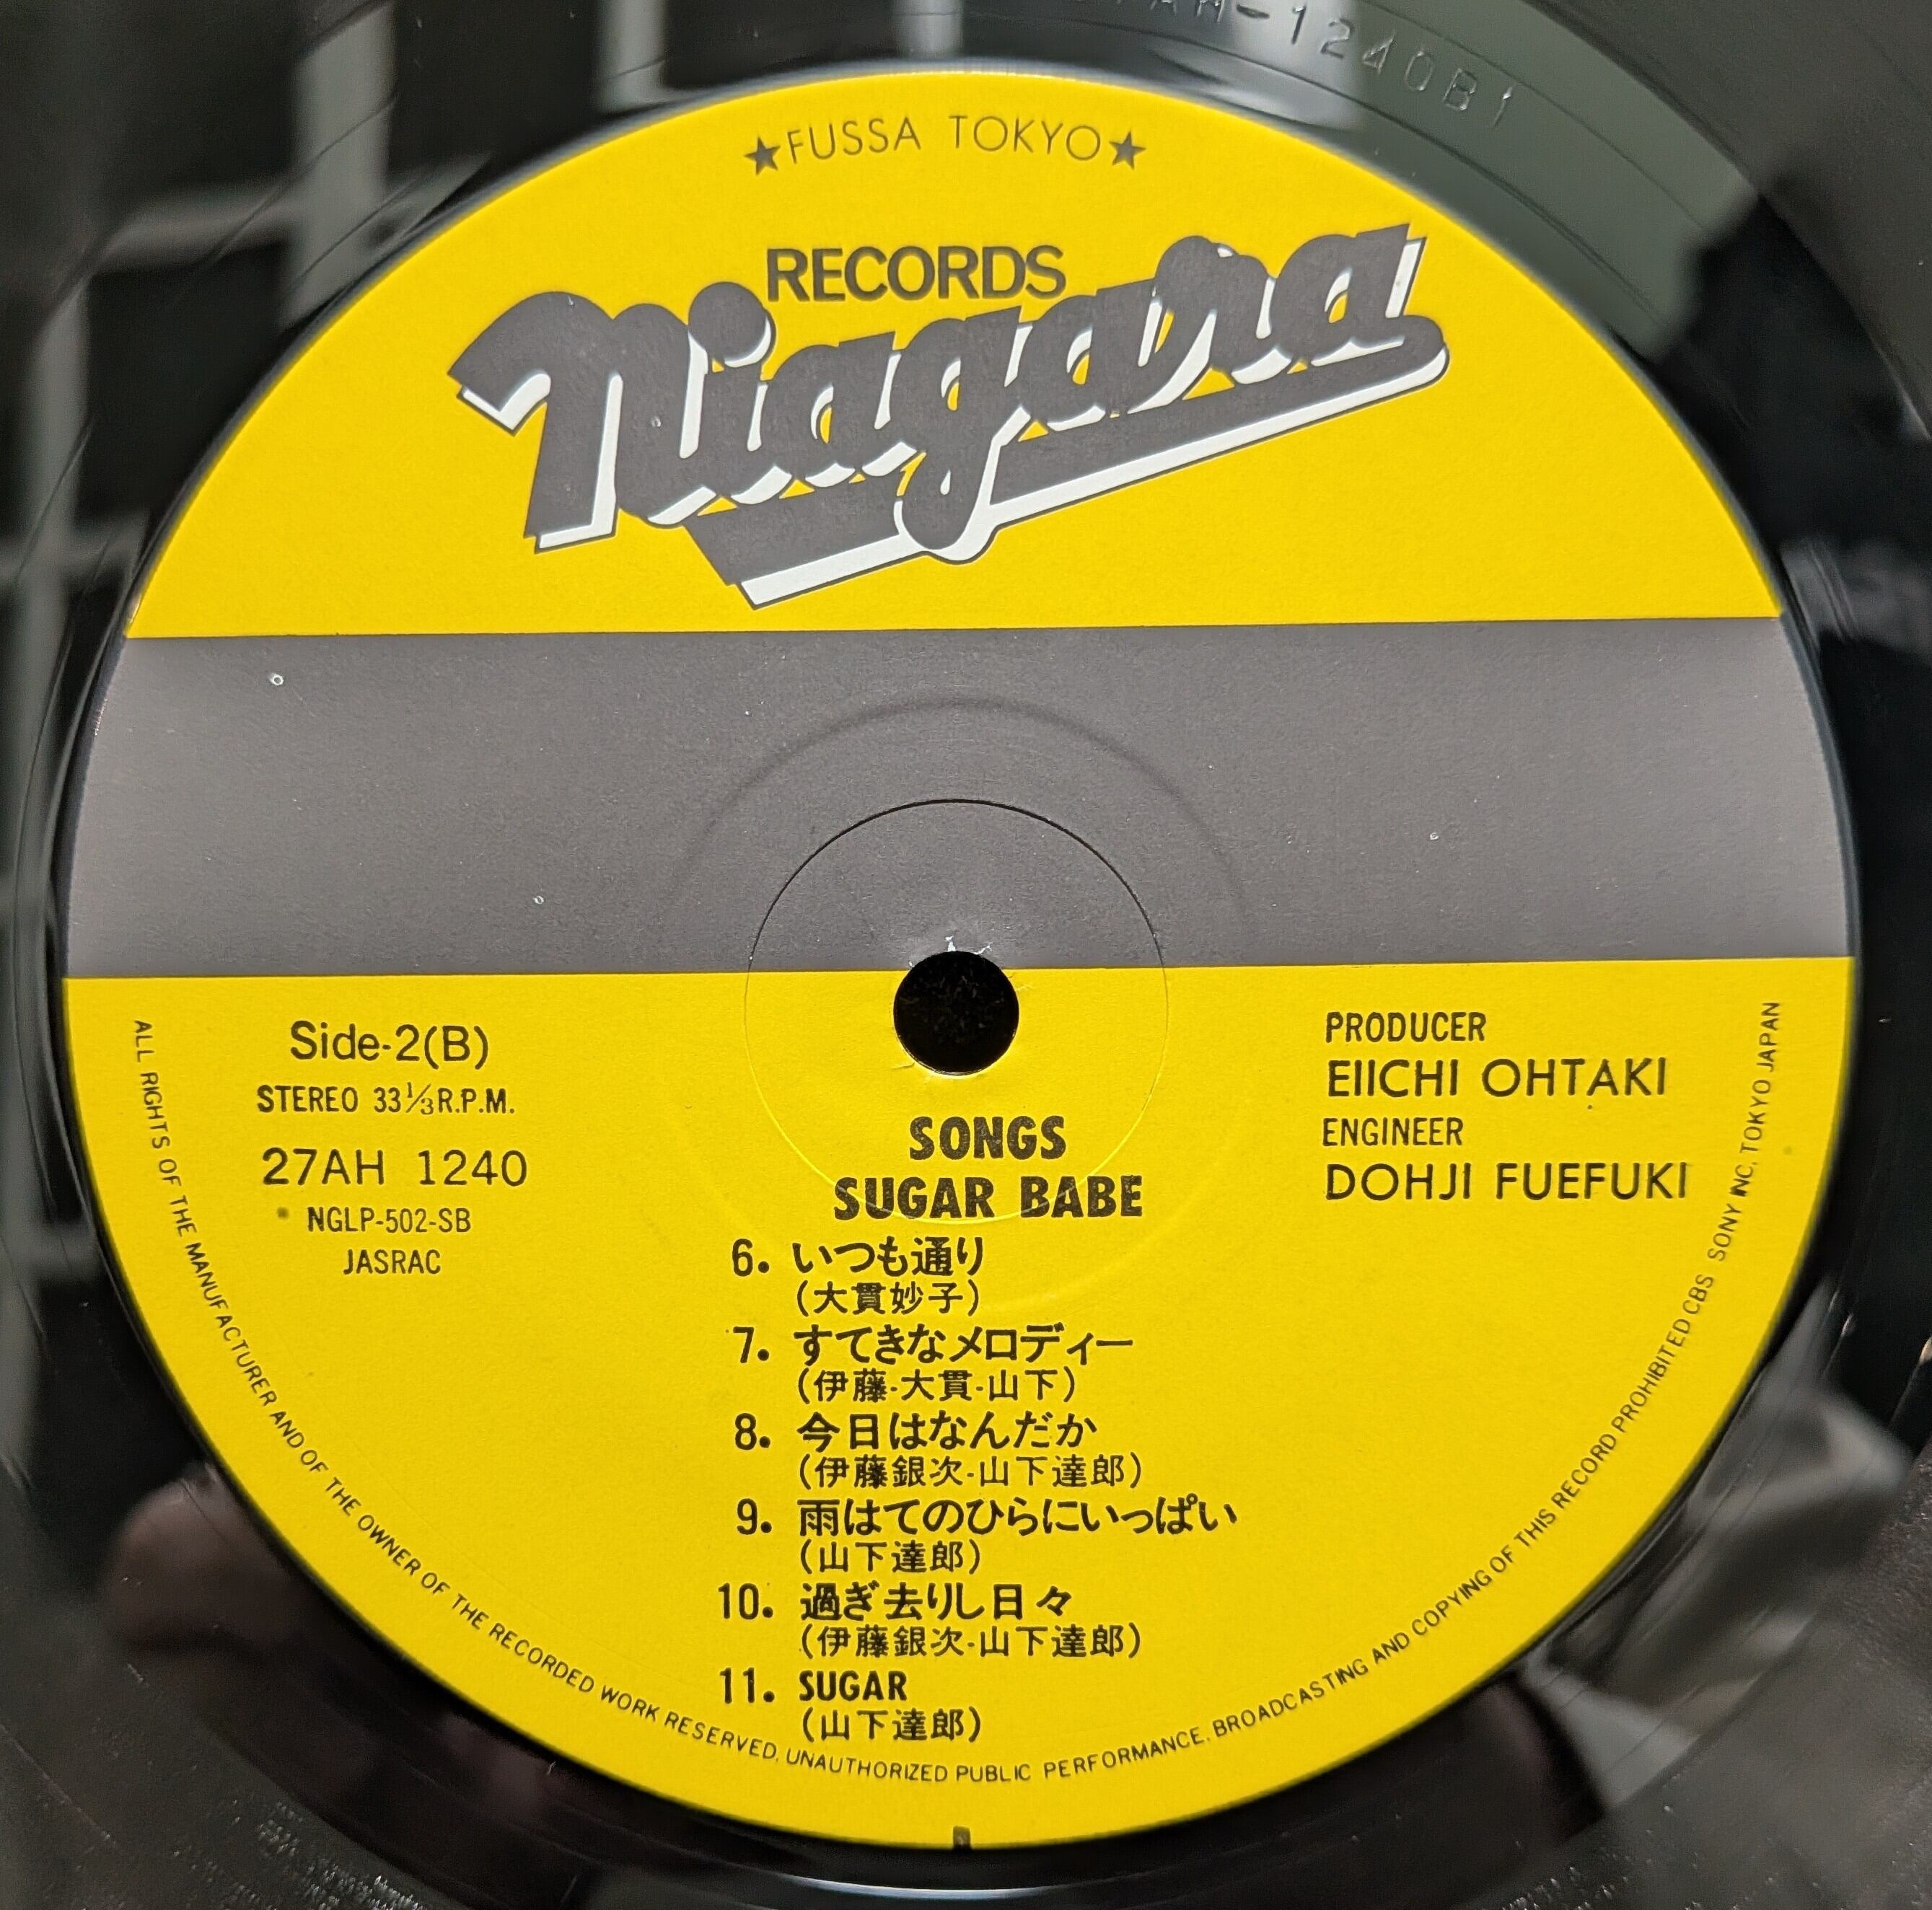 -1240B1
★FUSSA TOKYO★
RECORDS
Niagara
Side-2(B)
STEREO 33⅓R.P.M.
27AH 1240
NGLP-502-SB
JASRAC
PRODUCER
EIICHI OHTAKI
ENGINEER
DOHJI FUEFUKI
SONGS
SUGAR BABE
6. いつも通り
(大貫妙子)
7. すてきなメロディー
(伊藤-大貫-山下)
8. 今日はなんだか
(伊藤銀次-山下達郎)
9. 雨はてのひらにいっぱい
(山下達郎)
10. 過ぎ去りし日々
(伊藤銀次-山下達郎)
11. SUGAR
(山下達郎)
ALL RIGHTS OF THE MANUFACTURER AND OF THE OWNER OF THE RECORDED WORK RESERVED. UNAUTHORIZED PUBLIC PERFORMANCE. BROADCASTING AND COPYING OF THIS RECORD PROHIBITED CBS SONY INC. TOKYO JAPAN